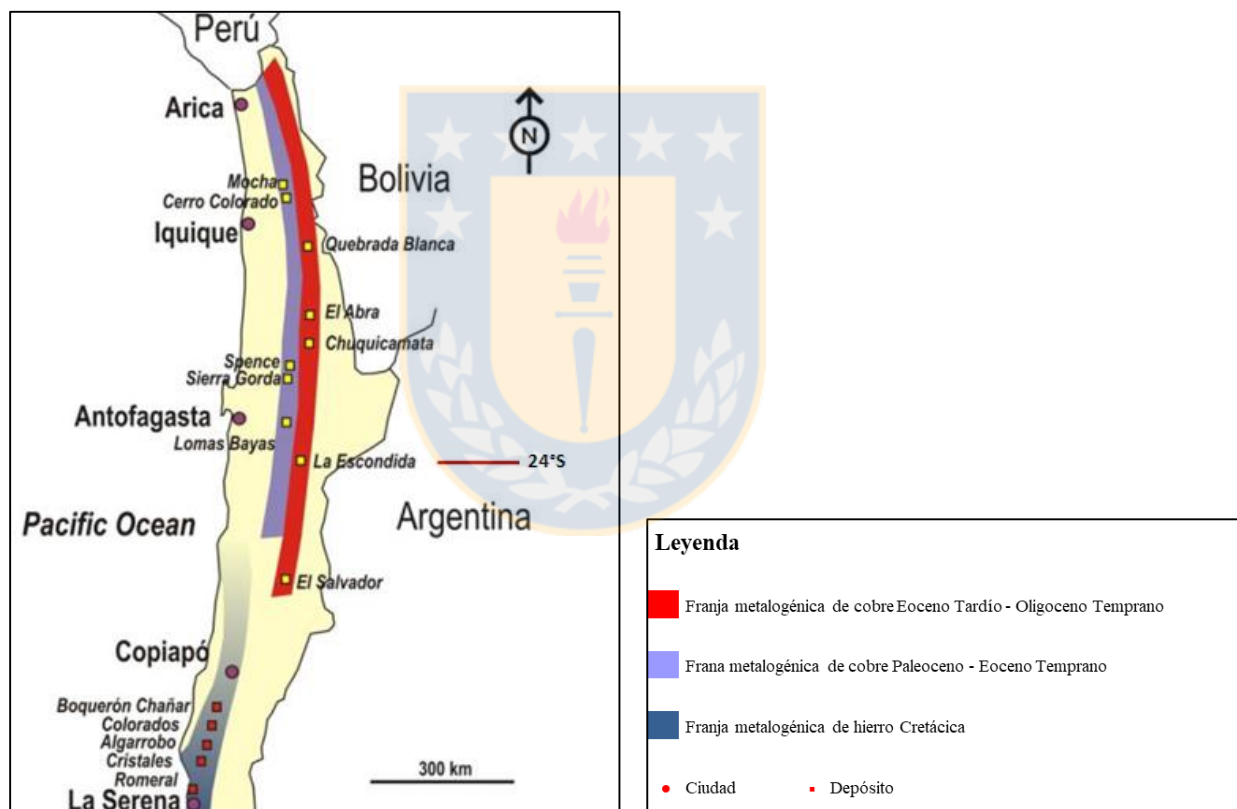 Perú
Arica
Bolivia
N
Mocha
Cerro Colorado
Iquique
Quebrada Blanca
El Abra
Chuquicamata
Spence
Sierra Gorda
Antofagasta
Lomas Bayas
La Escondida
24°S
Pacific Ocean
Argentina
El Salvador
Copiapó
Boquerón Chañar
Colorados
Algarrobo
Cristales
Romeral
La Serena
300 km
Leyenda
Franja metalogénica de cobre Eoceno Tardío - Oligoceno Temprano
Frana metalogénica de cobre Paleoceno - Eoceno Temprano
Franja metalogénica de hierro Cretácica
Ciudad
Depósito